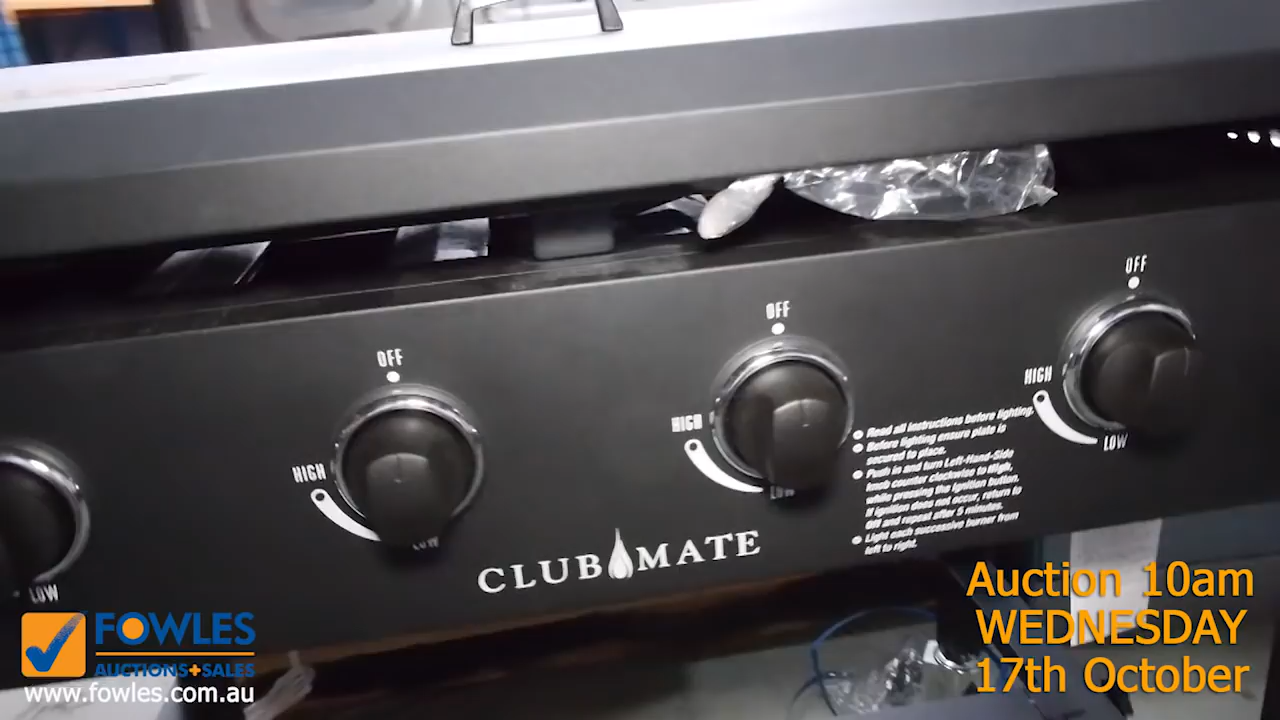 OFF
HIGH
LOW
OFF
HIGH
LOW
OFF
HIGH
LOW
LOW
Read all instructions before lighting.
Before lighting ensure plate is
secured to place.
Push in and turn Left-Hand-Side
knob counter clockwise to High,
while pressing the ignition button.
If ignition does not occur, return to
Off and repeat after 5 minutes.
Light each successive burner from
left to right.
CLUB MATE
FOWLES
AUCTIONS+SALES
www.fowles.com.au
Auction 10am
WEDNESDAY
17th October